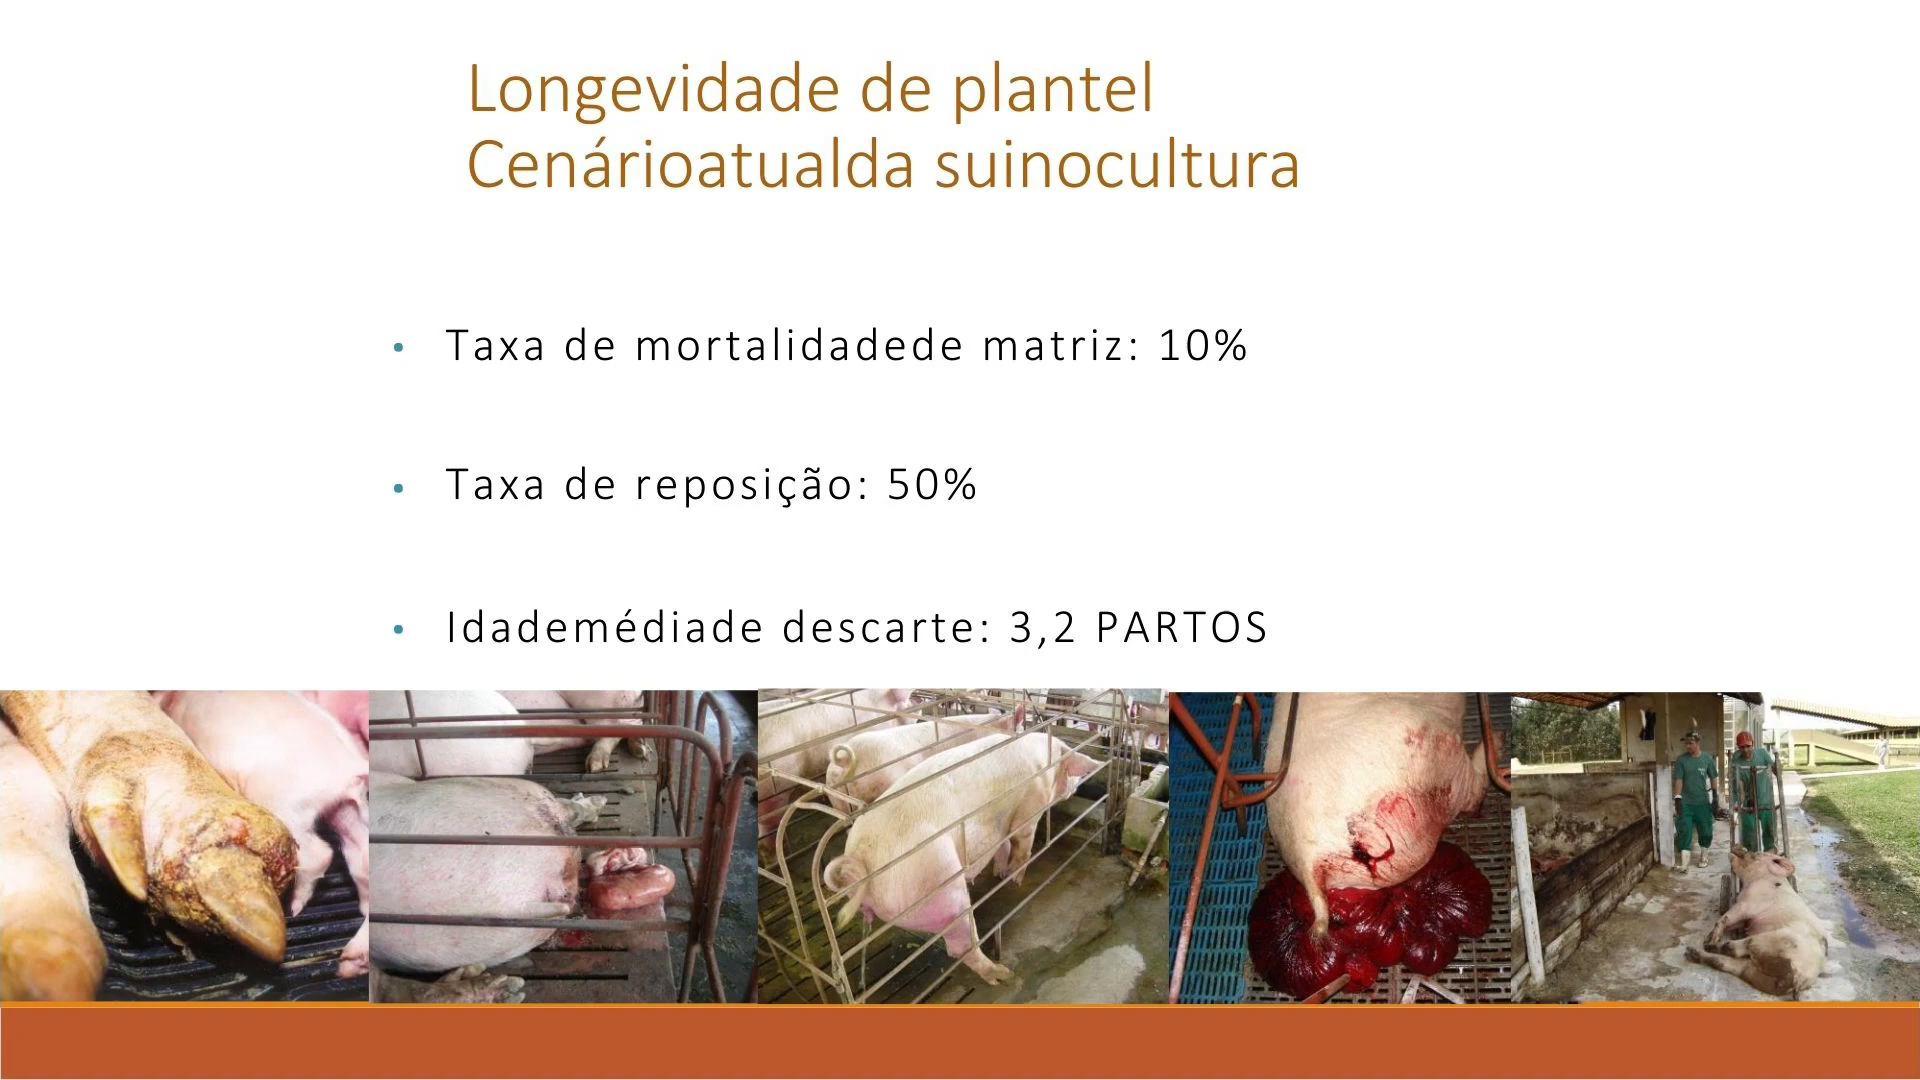 Longevidade de plantel
Cenárioatualda suinocultura
• Taxa de mortalidadede matriz: 10%
• Taxa de reposição: 50%
• Idademédiade descarte: 3,2 PARTOS